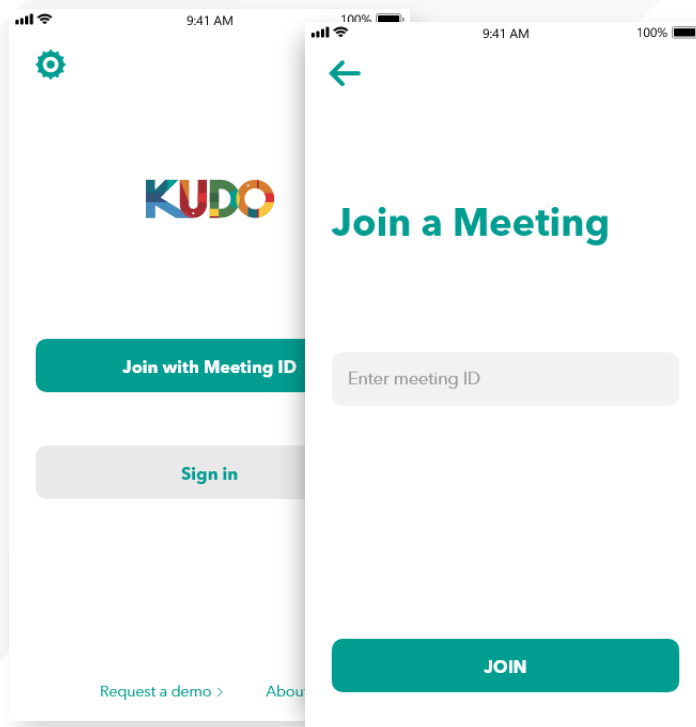 9:41 AM
100%
KUDO
Join with Meeting ID
Sign in
Request a demo >
9:41 AM
100%
Join a Meeting
Enter meeting ID
JOIN